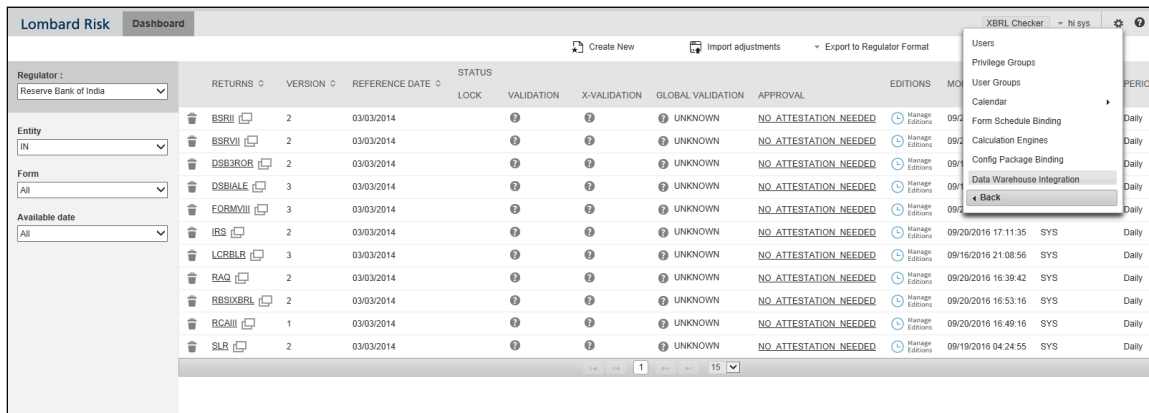 Lombard Risk Dashboard XBRL Checker hi sys
Create New Import adjustments Export to Regulator Format
Users
Privilege Groups
User Groups
Calendar
Form Schedule Binding
Calculation Engines
Config Package Binding
Data Warehouse Integration
Back
Regulator :
Reserve Bank of India
Entity
IN
Form
All
Available date
All
STATUS
RETURNS VERSION REFERENCE DATE LOCK VALIDATION X-VALIDATION GLOBAL VALIDATION APPROVAL EDITIONS
BSRII 2 03/03/2014 UNKNOWN NO_ATTESTATION_NEEDED Manage Editions Daily
BSRVII 2 03/03/2014 UNKNOWN NO_ATTESTATION_NEEDED Manage Editions Daily
DSB3ROR 2 03/03/2014 UNKNOWN NO_ATTESTATION_NEEDED Manage Editions Daily
DSBIALE 3 03/03/2014 UNKNOWN NO_ATTESTATION_NEEDED Manage Editions Daily
FORMVIII 3 03/03/2014 UNKNOWN NO_ATTESTATION_NEEDED Manage Editions Daily
IRS 2 03/03/2014 UNKNOWN NO_ATTESTATION_NEEDED Manage Editions 09/20/2016 17:11:35 SYS Daily
LCRBLR 3 03/03/2014 UNKNOWN NO_ATTESTATION_NEEDED Manage Editions 09/16/2016 21:08:56 SYS Daily
RAQ 2 03/03/2014 UNKNOWN NO_ATTESTATION_NEEDED Manage Editions 09/20/2016 16:39:42 SYS Daily
RBSIXBRL 2 03/03/2014 UNKNOWN NO_ATTESTATION_NEEDED Manage Editions 09/20/2016 16:53:16 SYS Daily
RCAIII 1 03/03/2014 UNKNOWN NO_ATTESTATION_NEEDED Manage Editions 09/20/2016 16:49:16 SYS Daily
SLR 2 03/03/2014 UNKNOWN NO_ATTESTATION_NEEDED Manage Editions 09/19/2016 04:24:55 SYS Daily
1 15